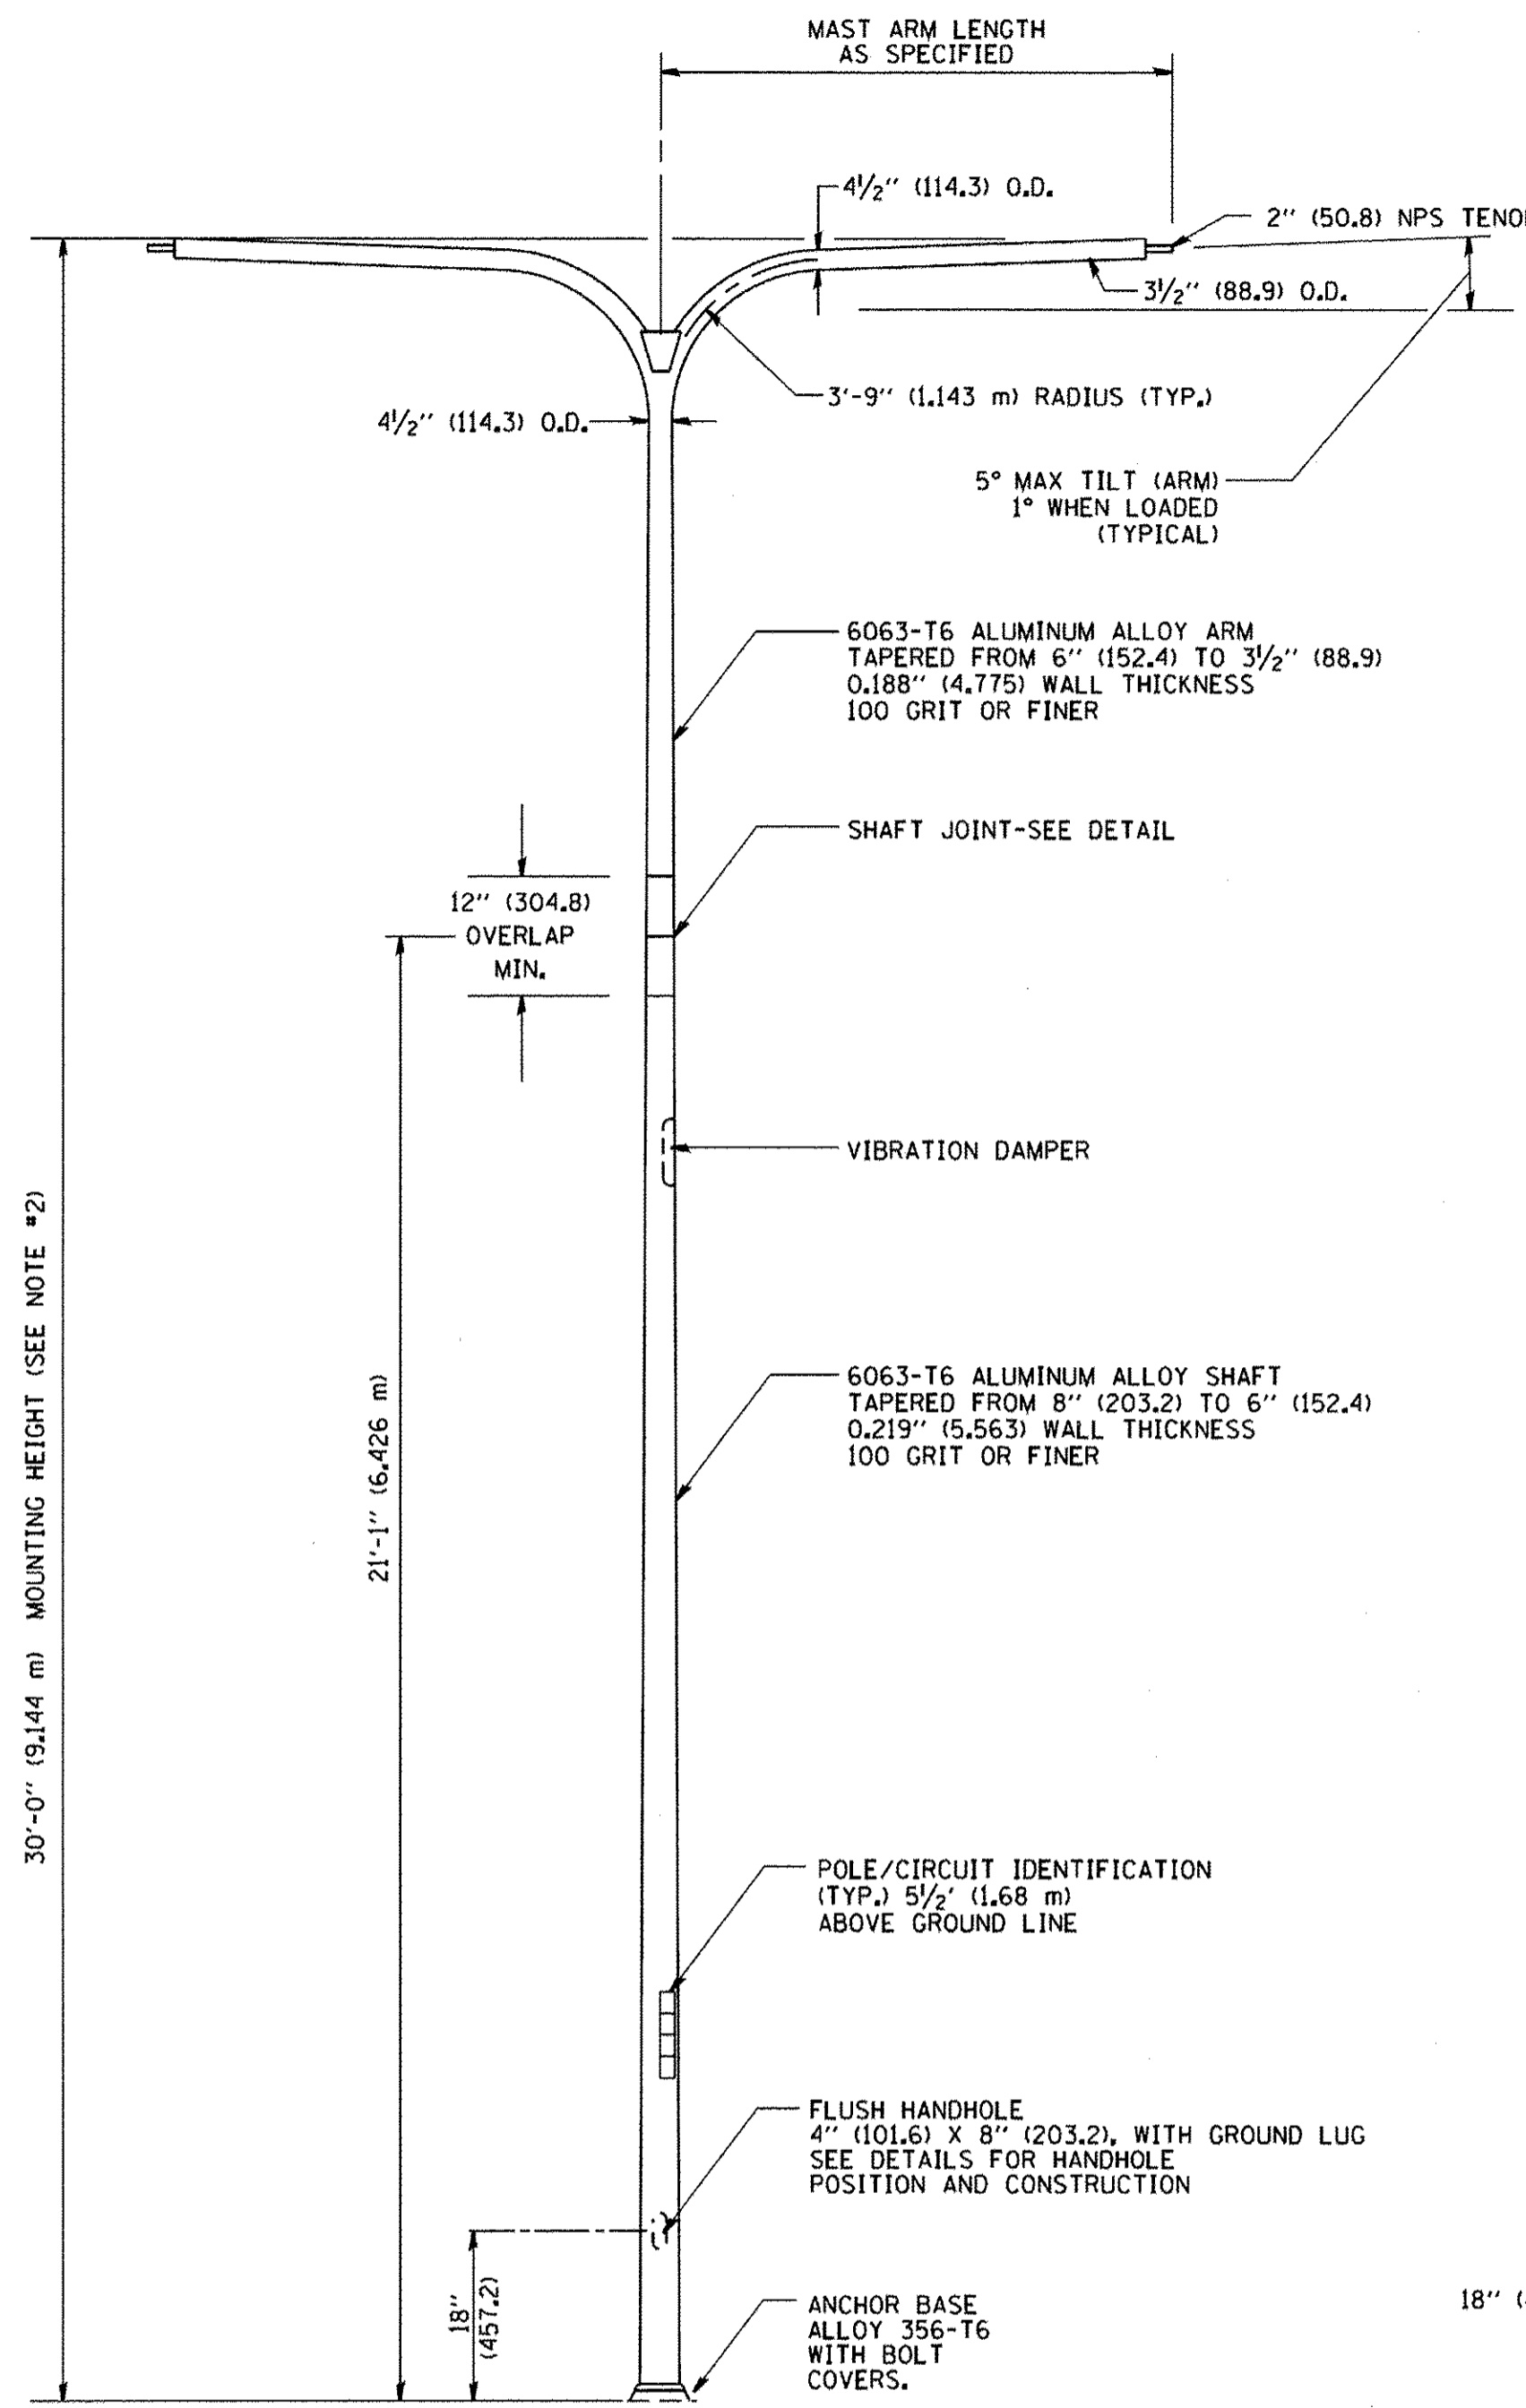 MAST ARM LENGTH
AS SPECIFIED
4½" (114.3) O.D.
2" (50.8) NPS
3½" (88.9) O.D.
3'-9" (1.143 m) RADIUS (TYP.)
4½" (114.3) O.D.
5° MAX TILT (ARM)
1° WHEN LOADED
(TYPICAL)
6063-T6 ALUMINUM ALLOY ARM
TAPERED FROM 6" (152.4) TO 3½" (88.9)
0.188" (4.775) WALL THICKNESS
100 GRIT OR FINER
SHAFT JOINT-SEE DETAIL
12" (304.8)
OVERLAP
MIN.
VIBRATION DAMPER
30'-0" (9.144 m) MOUNTING HEIGHT (SEE NOTE #2)
21'-1" (6.426 m)
6063-T6 ALUMINUM ALLOY SHAFT
TAPERED FROM 8" (203.2) TO 6" (152.4)
0.219" (5.563) WALL THICKNESS
100 GRIT OR FINER
POLE/CIRCUIT IDENTIFICATION
(TYP.) 5½' (1.68 m)
ABOVE GROUND LINE
FLUSH HANDHOLE
4" (101.6) X 8" (203.2), WITH GROUND LUG
SEE DETAILS FOR HANDHOLE
POSITION AND CONSTRUCTION
18"
(457.2)
ANCHOR BASE
ALLOY 356-T6
WITH BOLT
COVERS.
18"